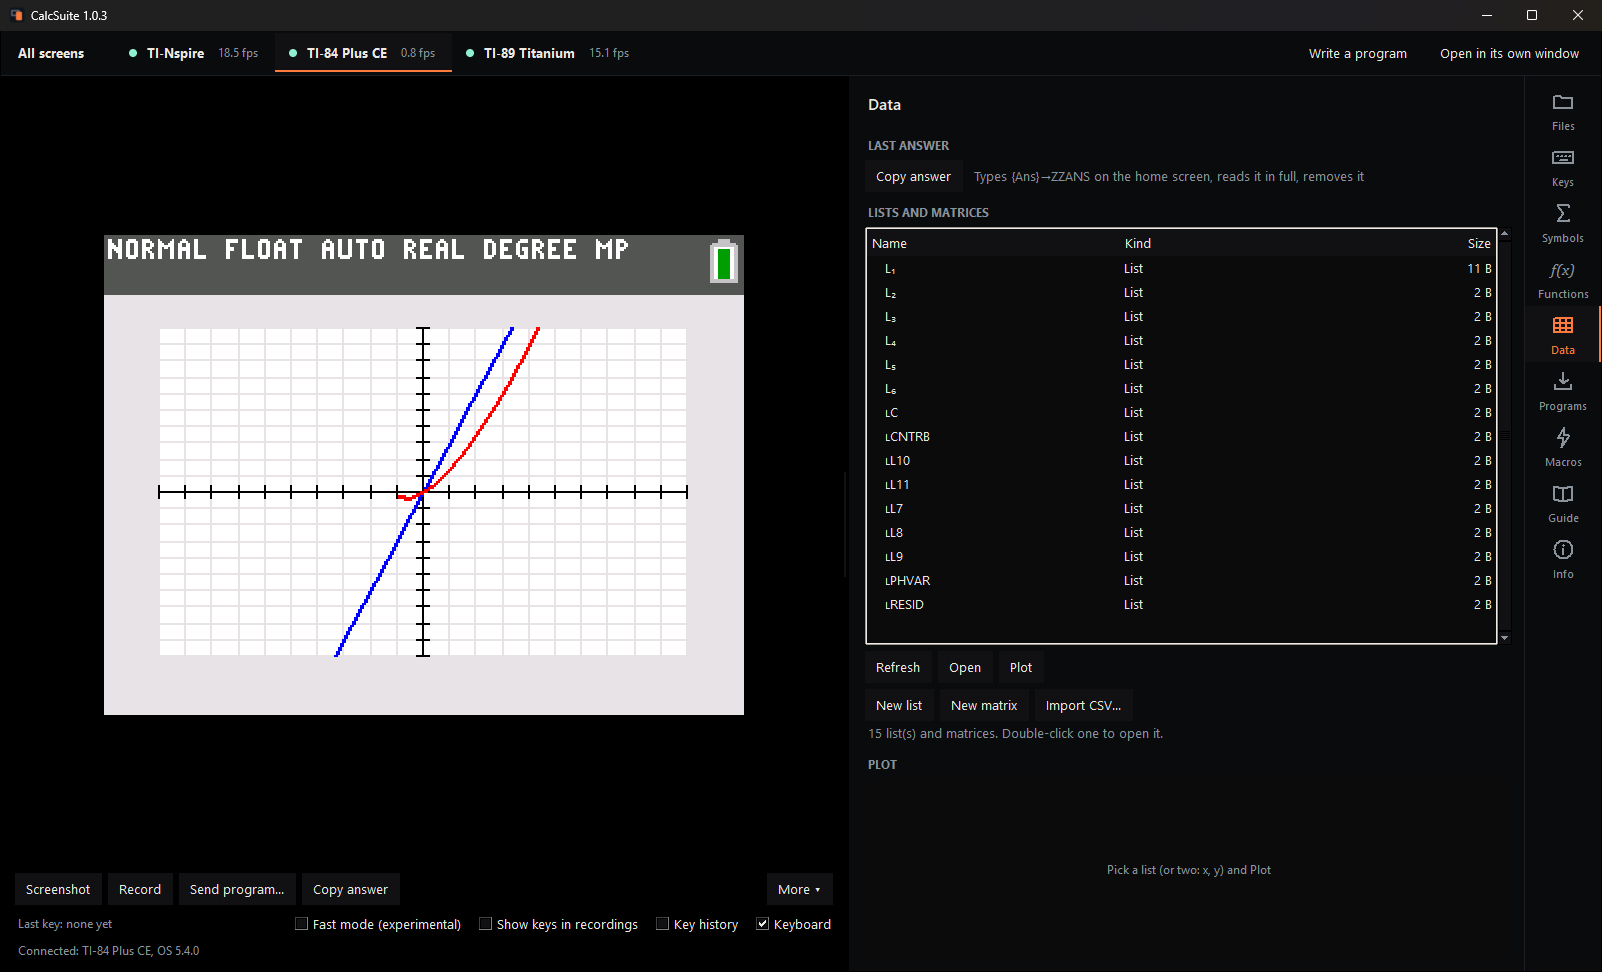 CalcSuite 1.0.3
All screens
TI-Nspire 18.5 fps
TI-84 Plus CE 0.8 fps
TI-89 Titanium 15.1 fps
Write a program
Open in its own window
NORMAL FLOAT AUTO REAL DEGREE MP
Screenshot
Record
Send program...
Copy answer
More
Last key: none yet
Fast mode (experimental)
Show keys in recordings
Key history
Keyboard
Connected: TI-84 Plus CE, OS 5.4.0
Data
LAST ANSWER
Copy answer
Types {Ans}→ZZANS on the home screen, reads it in full, removes it
LISTS AND MATRICES
Name Kind Size
L₁ List 11 B
L₂ List 2 B
L₃ List 2 B
L₄ List 2 B
L₅ List 2 B
L₆ List 2 B
ʟC List 2 B
ʟCNTRB List 2 B
ʟL10 List 2 B
ʟL11 List 2 B
ʟL7 List 2 B
ʟL8 List 2 B
ʟL9 List 2 B
ʟPHVAR List 2 B
ʟRESID List 2 B
Refresh
Open
Plot
New list
New matrix
Import CSV...
15 list(s) and matrices. Double-click one to open it.
PLOT
Pick a list (or two: x, y) and Plot
Files
Keys
Σ
Symbols
f(x)
Functions
Data
Programs
Macros
Guide
Info